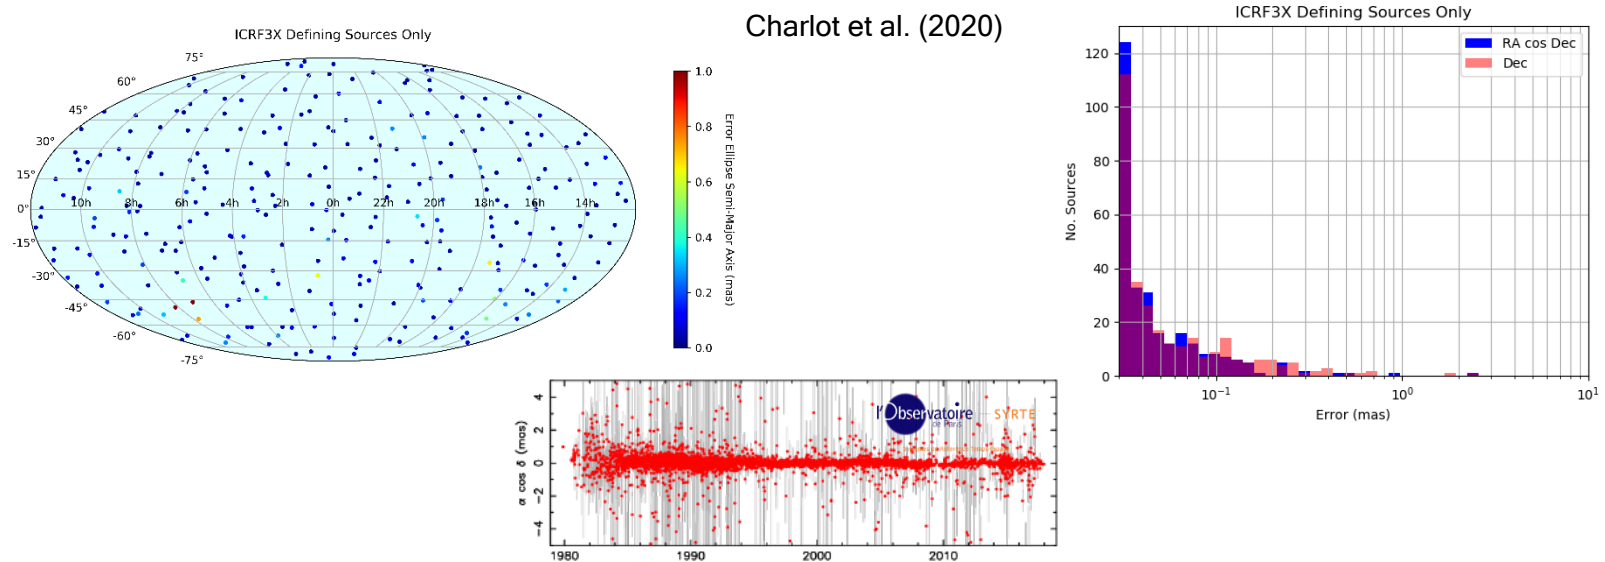 Charlot et al. (2020)
ICRF3X Defining Sources Only
75°
60°
45°
30°
15°
0°
-15°
-30°
-45°
-60°
-75°
10h 8h 6h 4h 2h 0h 22h 20h 18h 16h 14h
1.0
0.8
0.6
0.4
0.2
0.0
Error Ellipse Semi-Major Axis (mas)
ICRF3X Defining Sources Only
RA cos Dec
Dec
No. Sources
120
100
80
60
40
20
0
10⁻¹ 10⁰ 10¹
Error (mas)
l'Observatoire
de Paris
SYRTE
α cos δ (mas)
4
2
0
−2
−4
1980 1990 2000 2010